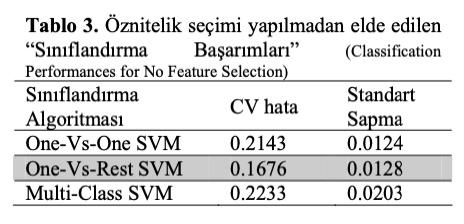 Tablo 3. Öznitelik seçimi yapılmadan elde edilen
“Sınıflandırma Başarımları” (Classification
Performances for No Feature Selection)
Sınıflandırma Algoritması CV hata Standart Sapma
One-Vs-One SVM 0.2143 0.0124
One-Vs-Rest SVM 0.1676 0.0128
Multi-Class SVM 0.2233 0.0203